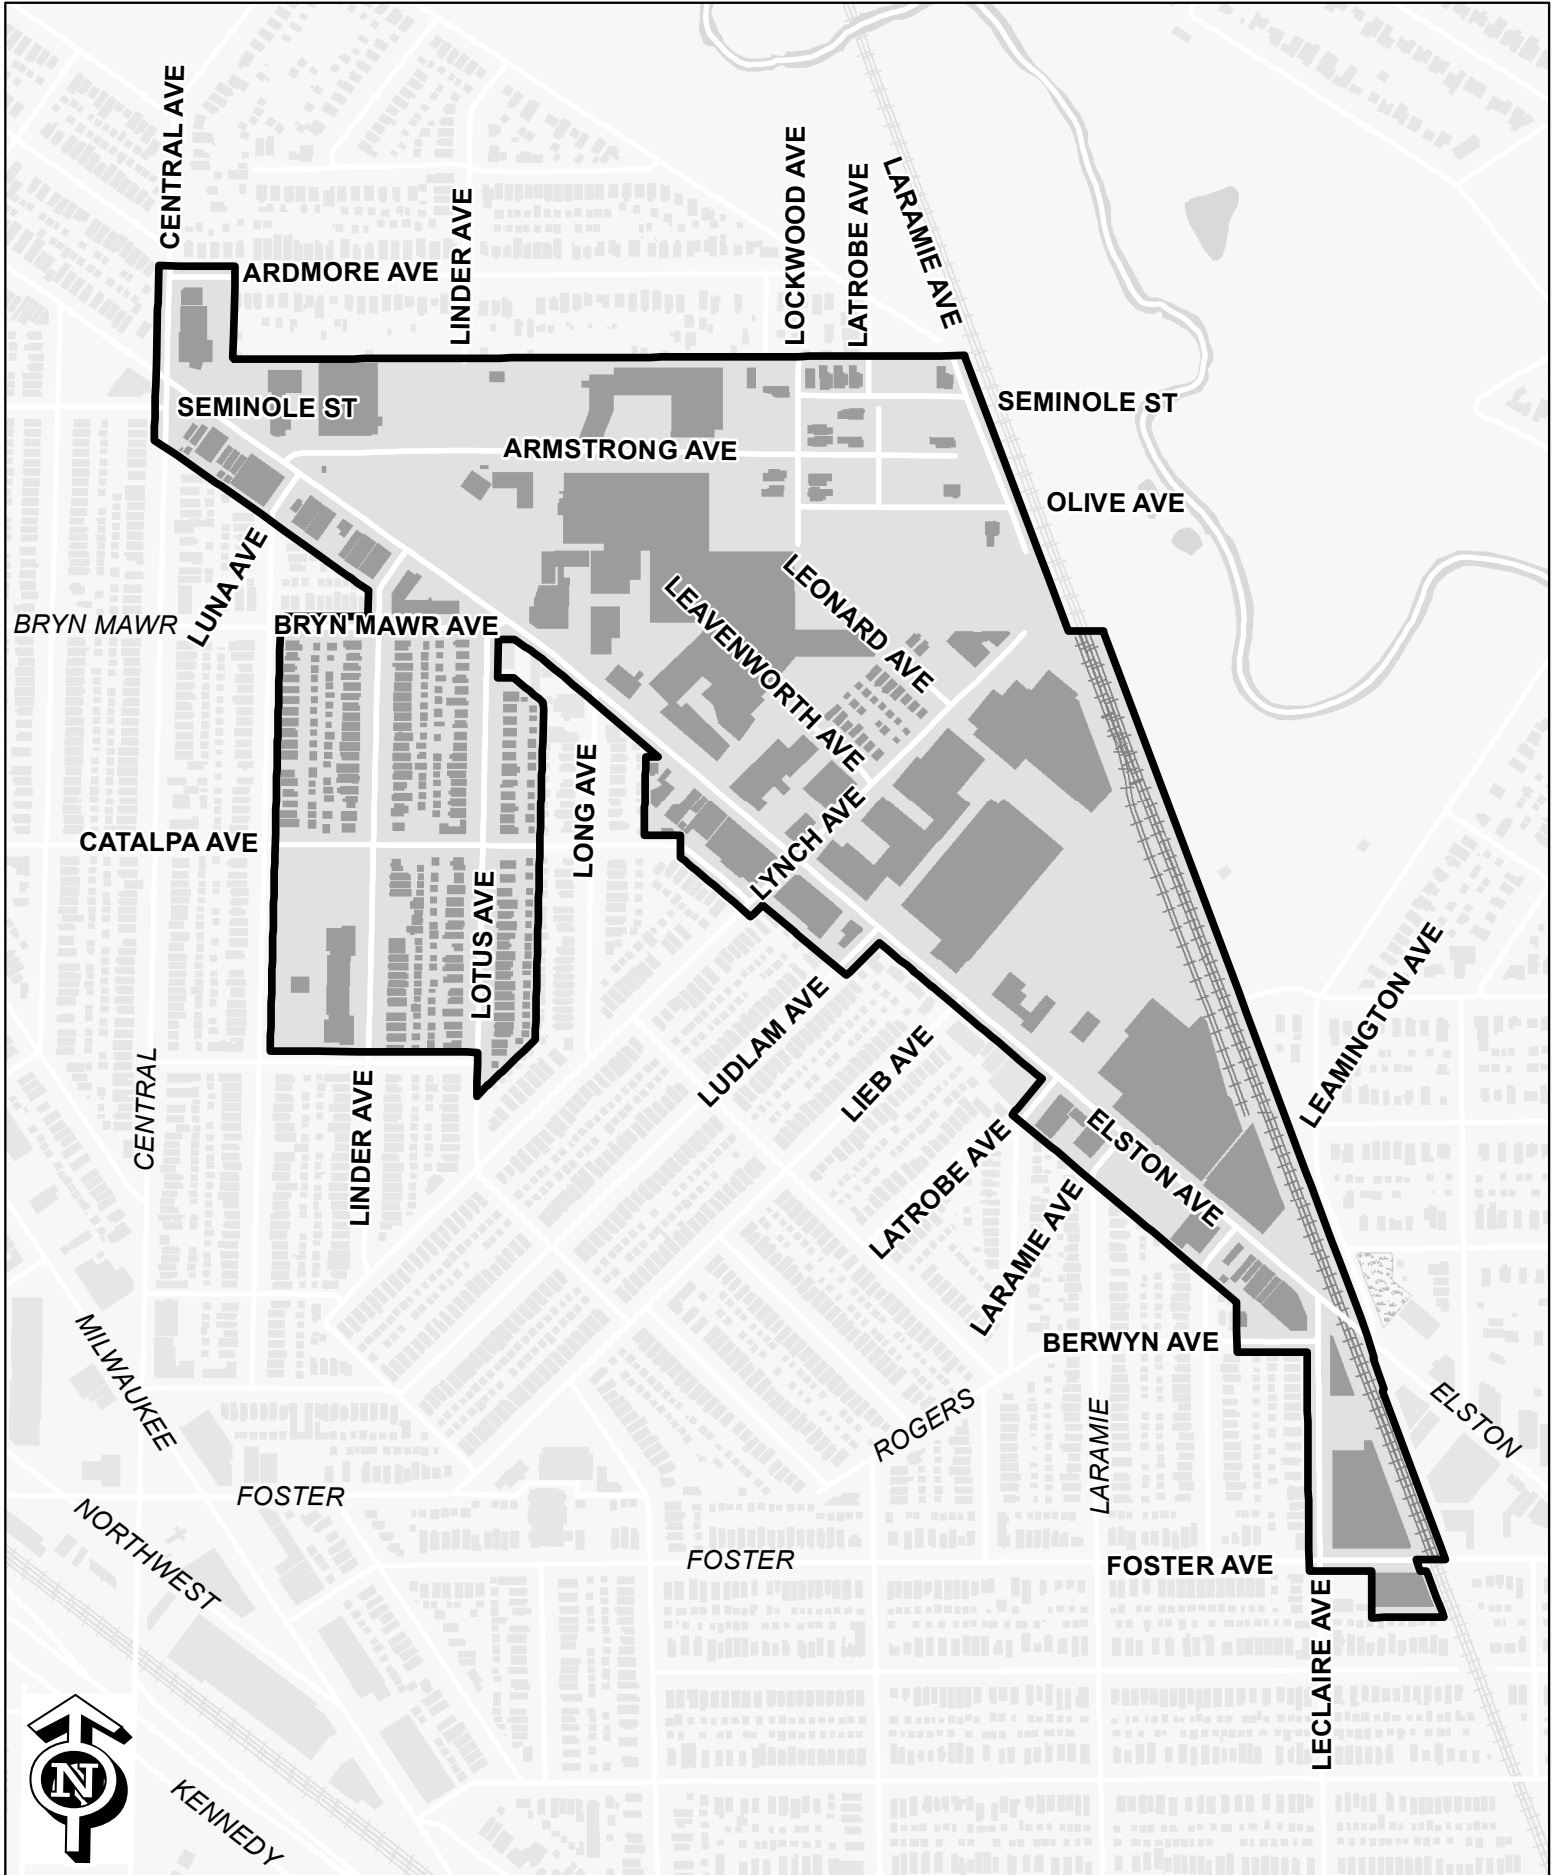 CENTRAL AVE
ARDMORE AVE
LINDER AVE
LOCKWOOD AVE
LATROBE AVE
LARAMIE AVE
SEMINOLE ST
SEMINOLE ST
ARMSTRONG AVE
OLIVE AVE
LUNA AVE
BRYN MAWR
BRYN MAWR AVE
LEONARD AVE
LEAVENWORTH AVE
LONG AVE
CATALPA AVE
LYNCH AVE
LOTUS AVE
LUDLAM AVE
LIEB AVE
LEAMINGTON AVE
CENTRAL
LINDER AVE
LATROBE AVE
ELSTON AVE
LARAMIE AVE
BERWYN AVE
MILWAUKEE
ROGERS
LARAMIE
ELSTON
FOSTER
NORTHWEST
FOSTER
FOSTER AVE
LECLAIRE AVE
N
KENNEDY